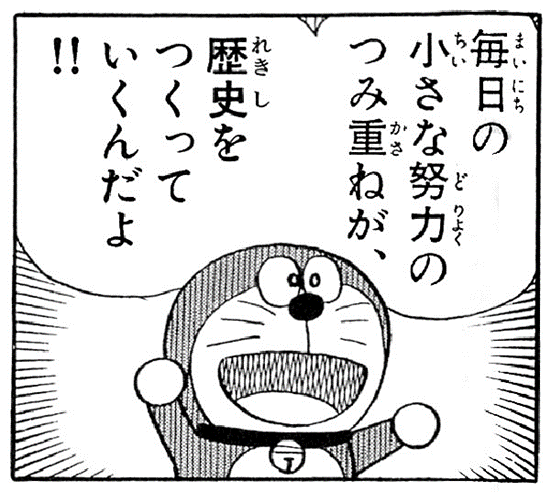 毎日の
小さな努力の
つみ重ねが、
歴史を
つくって
いくんだよ
!!